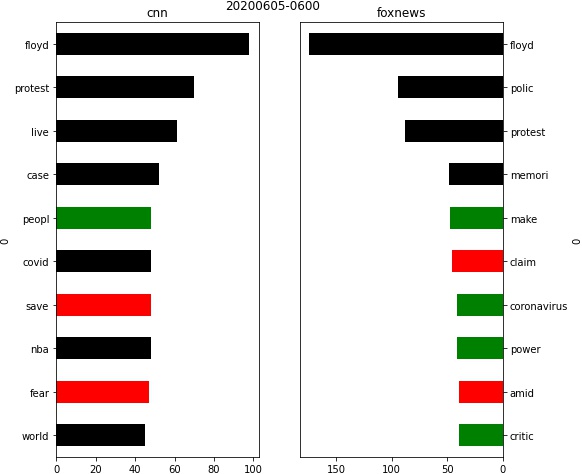 20200605-0600
cnn
foxnews
floyd
protest
live
case
peopl
covid
save
nba
fear
world
0
0 20 40 60 80 100
floyd
polic
protest
memori
make
claim
coronavirus
power
amid
critic
0
150 100 50 0